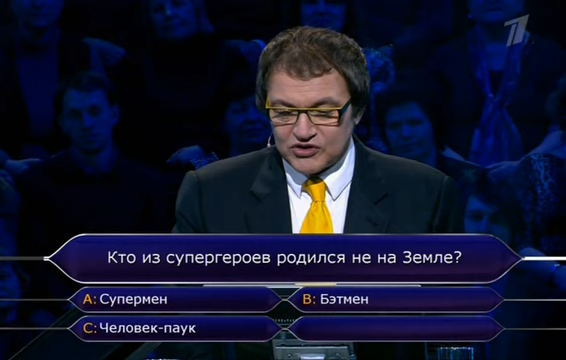 Кто из супергероев родился не на Земле?
A: Супермен
B: Бэтмен
C: Человек-паук